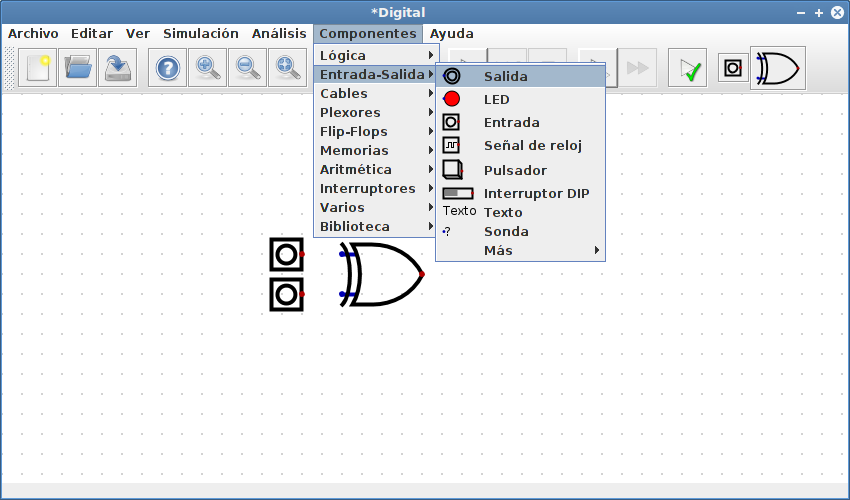 *Digital
Archivo Editar Ver Simulación Análisis Componentes Ayuda
Lógica
Entrada-Salida
Cables
Plexores
Flip-Flops
Memorias
Aritmética
Interruptores
Varios
Biblioteca
Salida
LED
Entrada
Señal de reloj
Pulsador
Interruptor DIP
Texto Texto
·? Sonda
Más